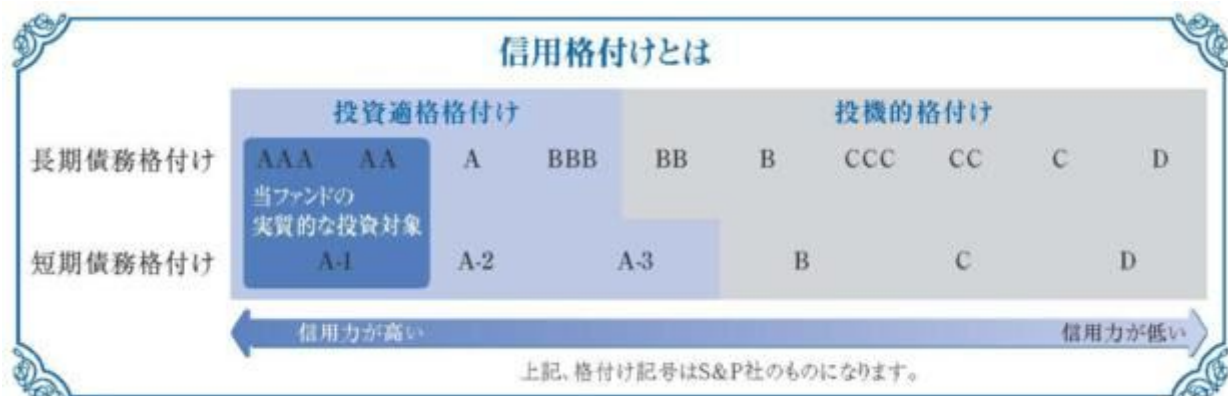 信用格付けとは
投資適格格付け 投機的格付け
長期債務格付け AAA AA A BBB BB B CCC CC C D
当ファンドの
実質的な投資対象
短期債務格付け A-1 A-2 A-3 B C D
信用力が高い 信用力が低い
上記、格付け記号はS&P社のものになります。